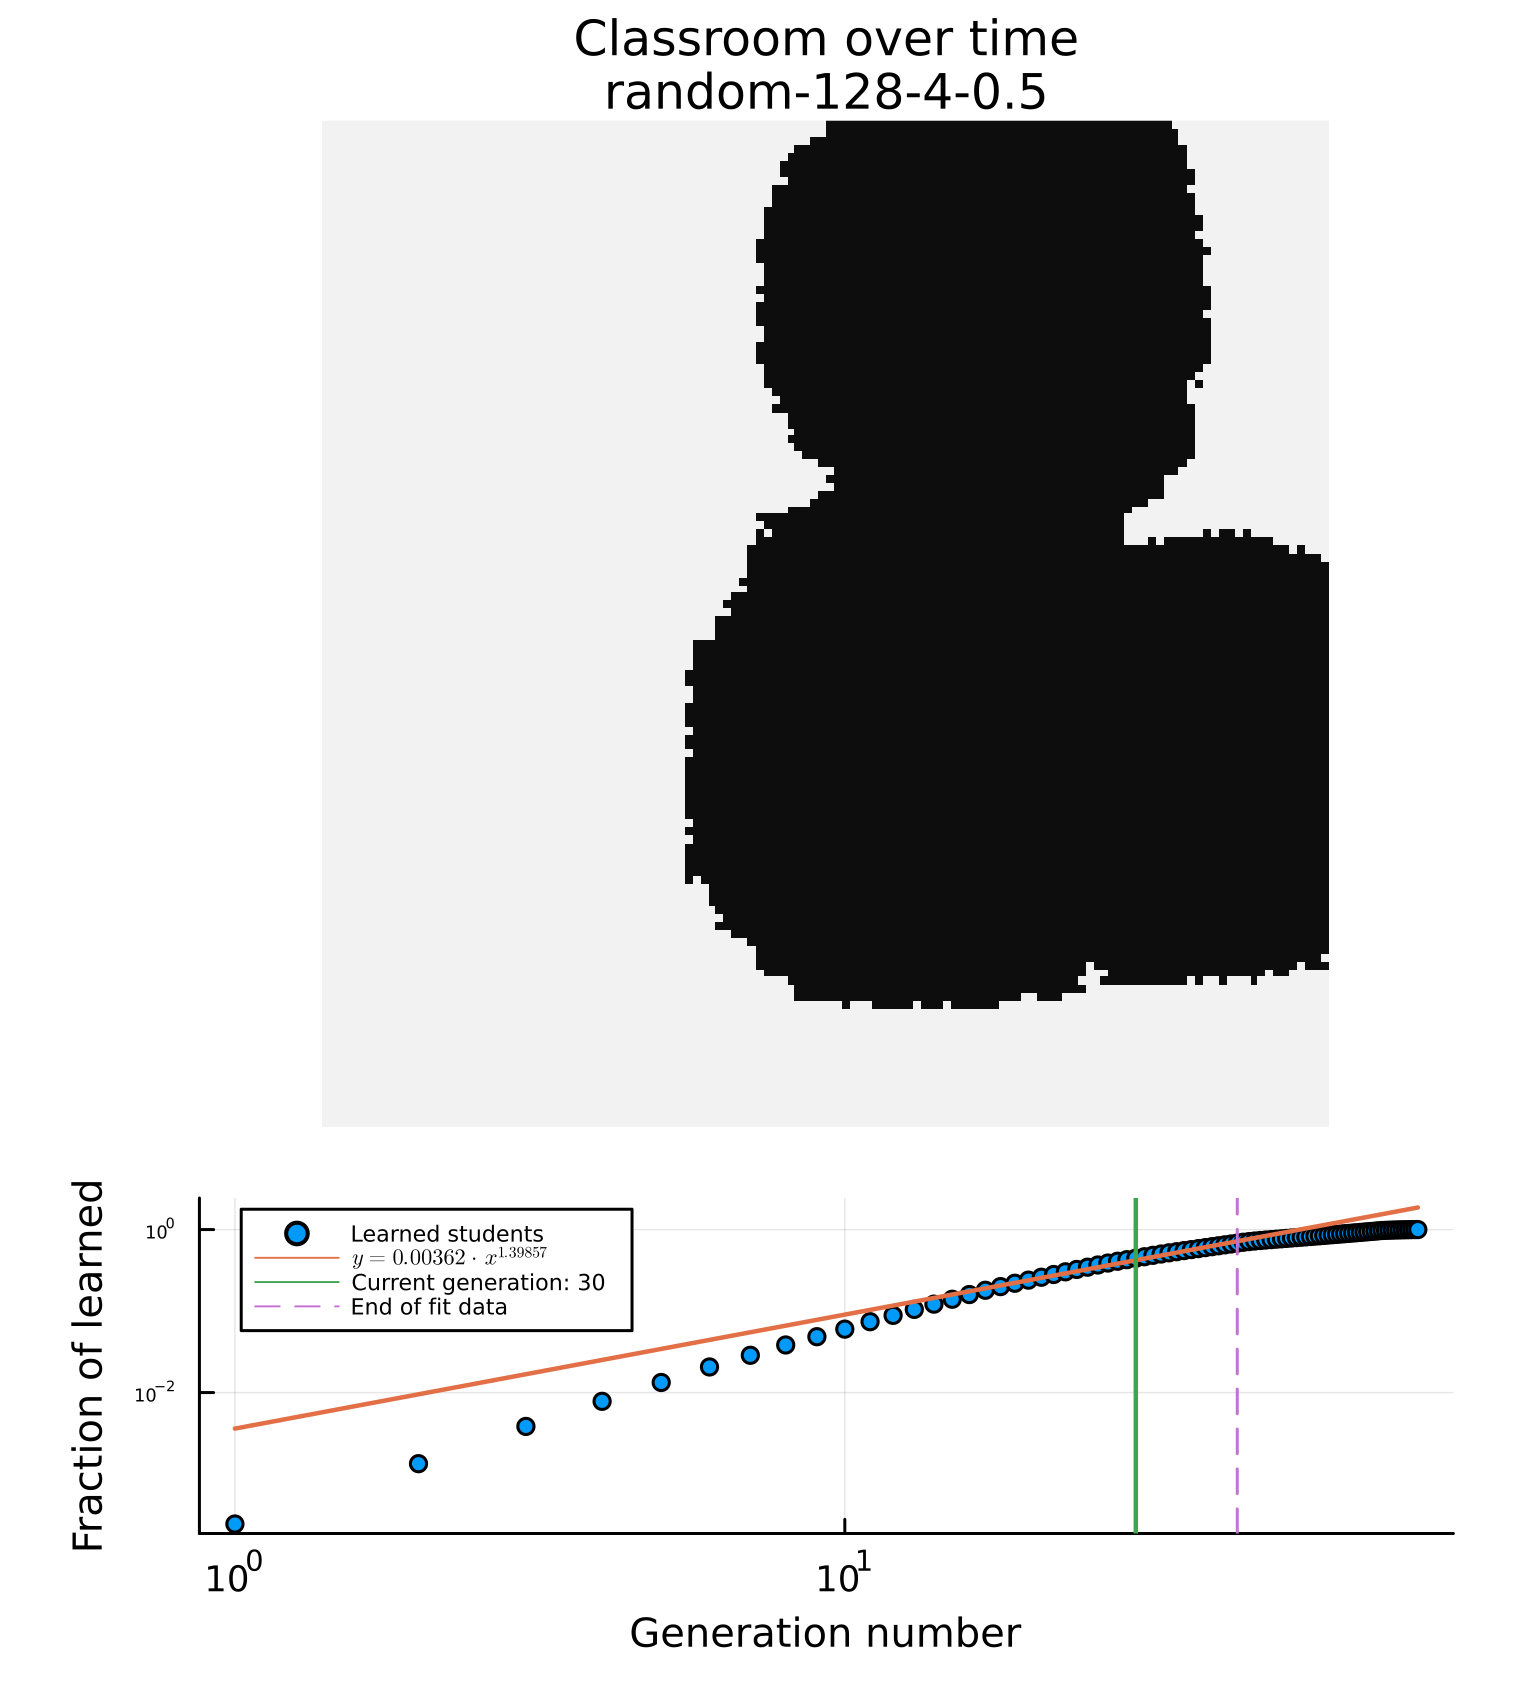 Classroom over time
random-128-4-0.5
Fraction of learned
10^0
10^-2
Learned students
y = 0.00362 · x^1.39857
Current generation: 30
End of fit data
10^0
10^1
Generation number